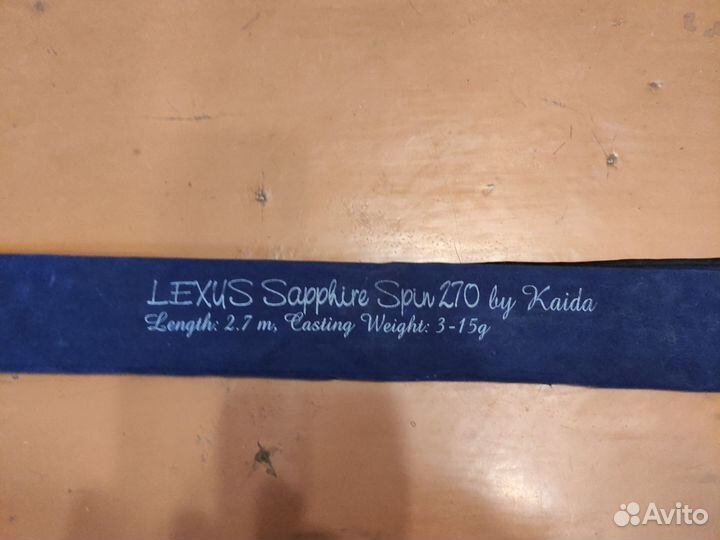 LEXUS Sapphire Spin 270 by Kaida
Length: 2.7 m, Casting Weight: 3-15g
Avito